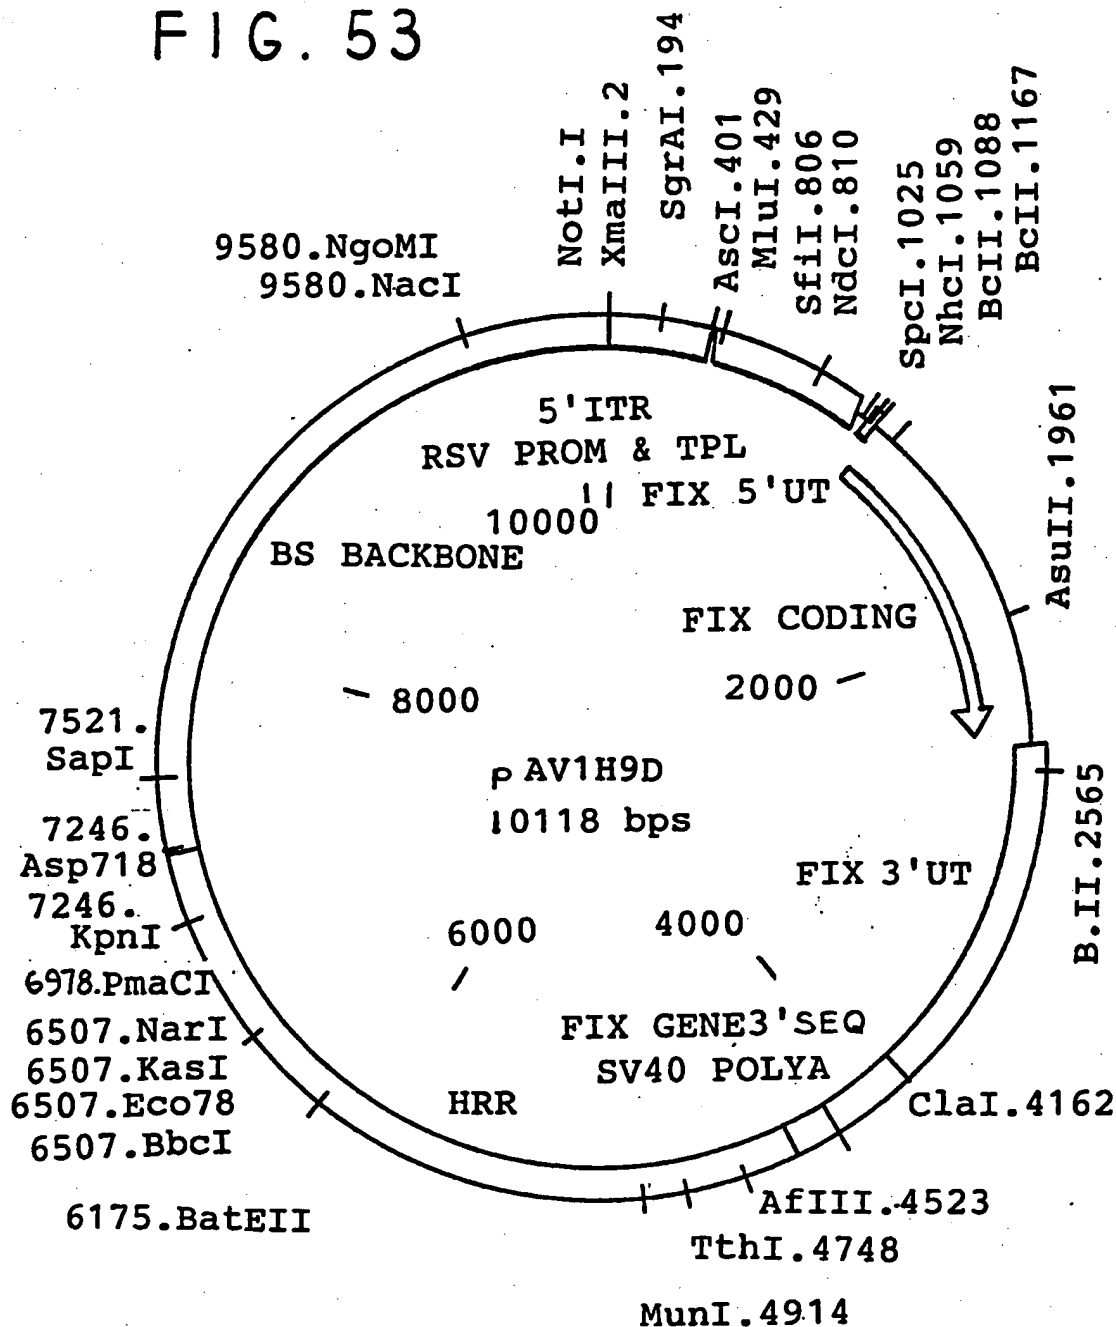 FIG. 53
NotI.I
XmaIII.2
SgrAI.194
AscI.401
MluI.429
SfiI.806
NdcI.810
SpcI.1025
NhcI.1059
BcII.1088
BcII.1167
AsuII.1961
B.II.2565
9580.NgoMI
9580.NacI
5'ITR
RSV PROM & TPL
FIX 5'UT
10000
BS BACKBONE
FIX CODING
8000
2000
pAV1H9D
10118 bps
FIX 3'UT
6000
4000
FIX GENE3'SEQ
SV40 POLYA
HRR
7521.
SapI
7246.
Asp718
7246.
KpnI
6978.PmaCI
6507.NarI
6507.KasI
6507.Eco78
6507.BbcI
6175.BatEII
ClaI.4162
AfIII.4523
TthI.4748
MunI.4914